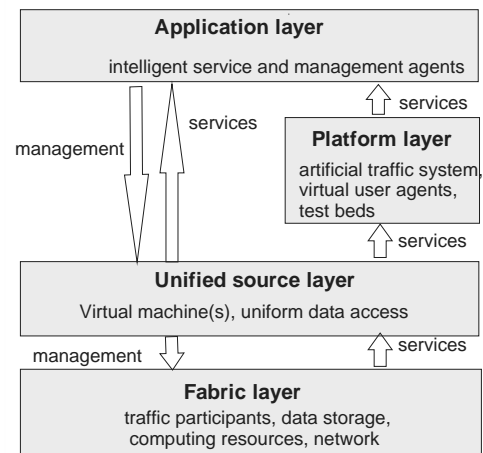 Application layer
intelligent service and management agents
services
services
management
Platform layer
artificial traffic system,
virtual user agents,
test beds
services
Unified source layer
Virtual machine(s), uniform data access
management
services
Fabric layer
traffic participants, data storage,
computing resources, network